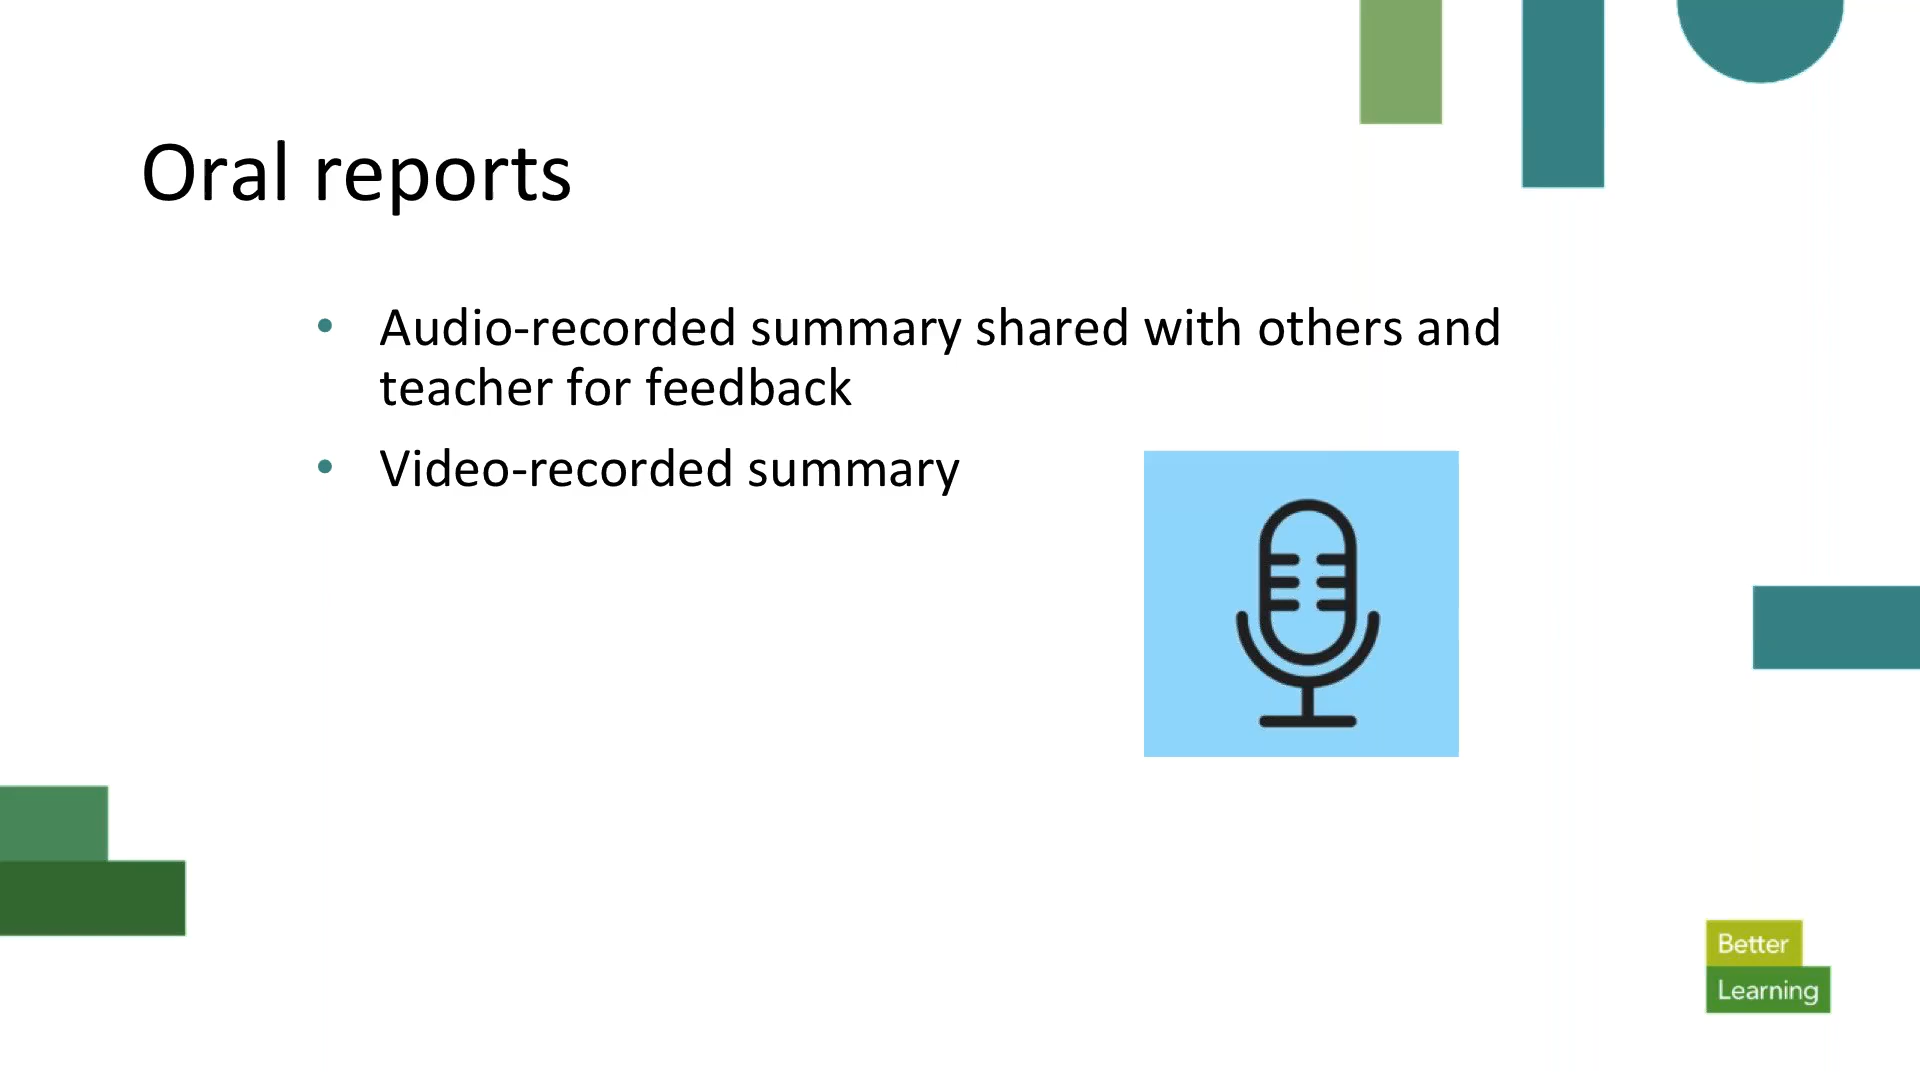 Oral reports
• Audio-recorded summary shared with others and
teacher for feedback
• Video-recorded summary
Better
Learning